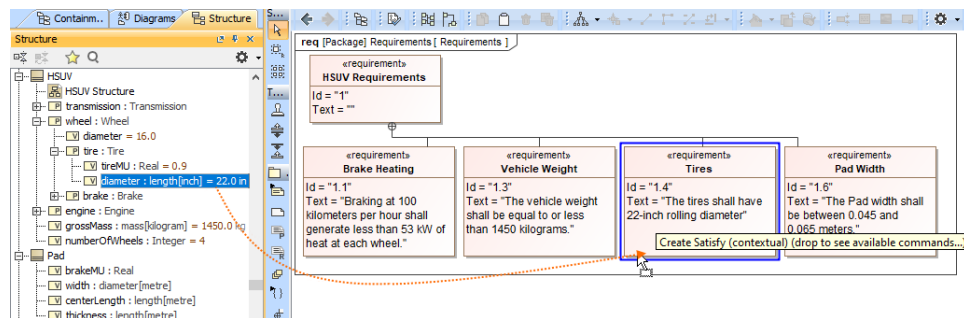 Containm..
Diagrams
Structure
S...
Structure
HSUV
HSUV Structure
transmission : Transmission
wheel : Wheel
diameter = 16.0
tire : Tire
tireMU : Real = 0.9
diameter : length[inch] = 22.0 in
brake : Brake
engine : Engine
grossMass : mass[kilogram] = 1450.0 kg
numberOfWheels : Integer = 4
Pad
brakeMU : Real
width : diameter[metre]
centerLength : length[metre]
thickness : length[metre]
T...
req [Package] Requirements [ Requirements ]
«requirement»
HSUV Requirements
Id = "1"
Text = ""
«requirement»
Brake Heating
Id = "1.1"
Text = "Braking at 100
kilometers per hour shall
generate less than 53 kW of
heat at each wheel."
«requirement»
Vehicle Weight
Id = "1.3"
Text = "The vehicle weight
shall be equal to or less
than 1450 kilograms."
«requirement»
Tires
Id = "1.4"
Text = "The tires shall have
22-inch rolling diameter"
«requirement»
Pad Width
Id = "1.6"
Text = "The Pad width shall
be between 0.045 and
0.065 meters."
Create Satisfy (contextual) (drop to see available commands...)